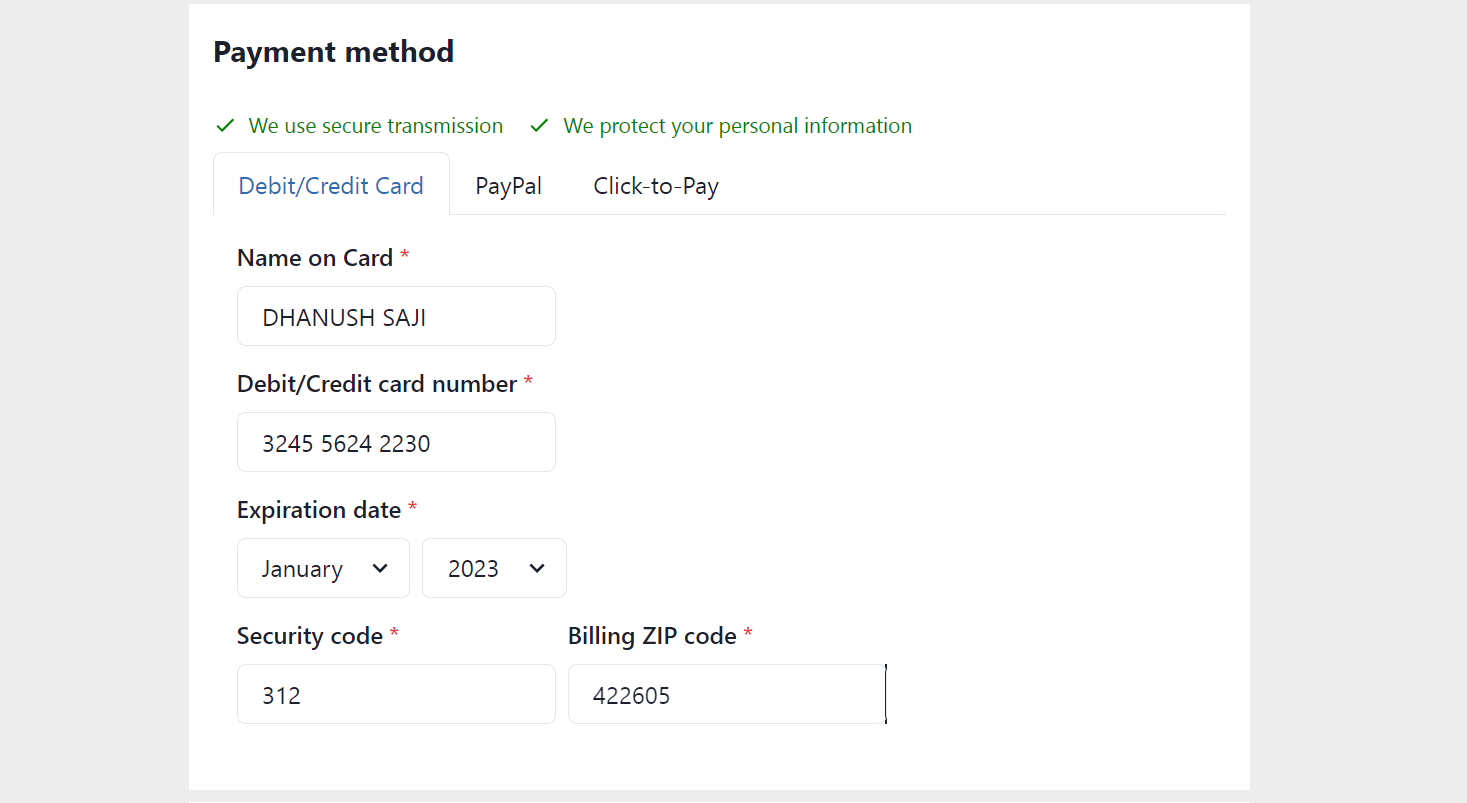 Payment method
We use secure transmission We protect your personal information
Debit/Credit Card PayPal Click-to-Pay
Name on Card *
DHANUSH SAJI
Debit/Credit card number *
3245 5624 2230
Expiration date *
January 2023
Security code * Billing ZIP code *
312 422605